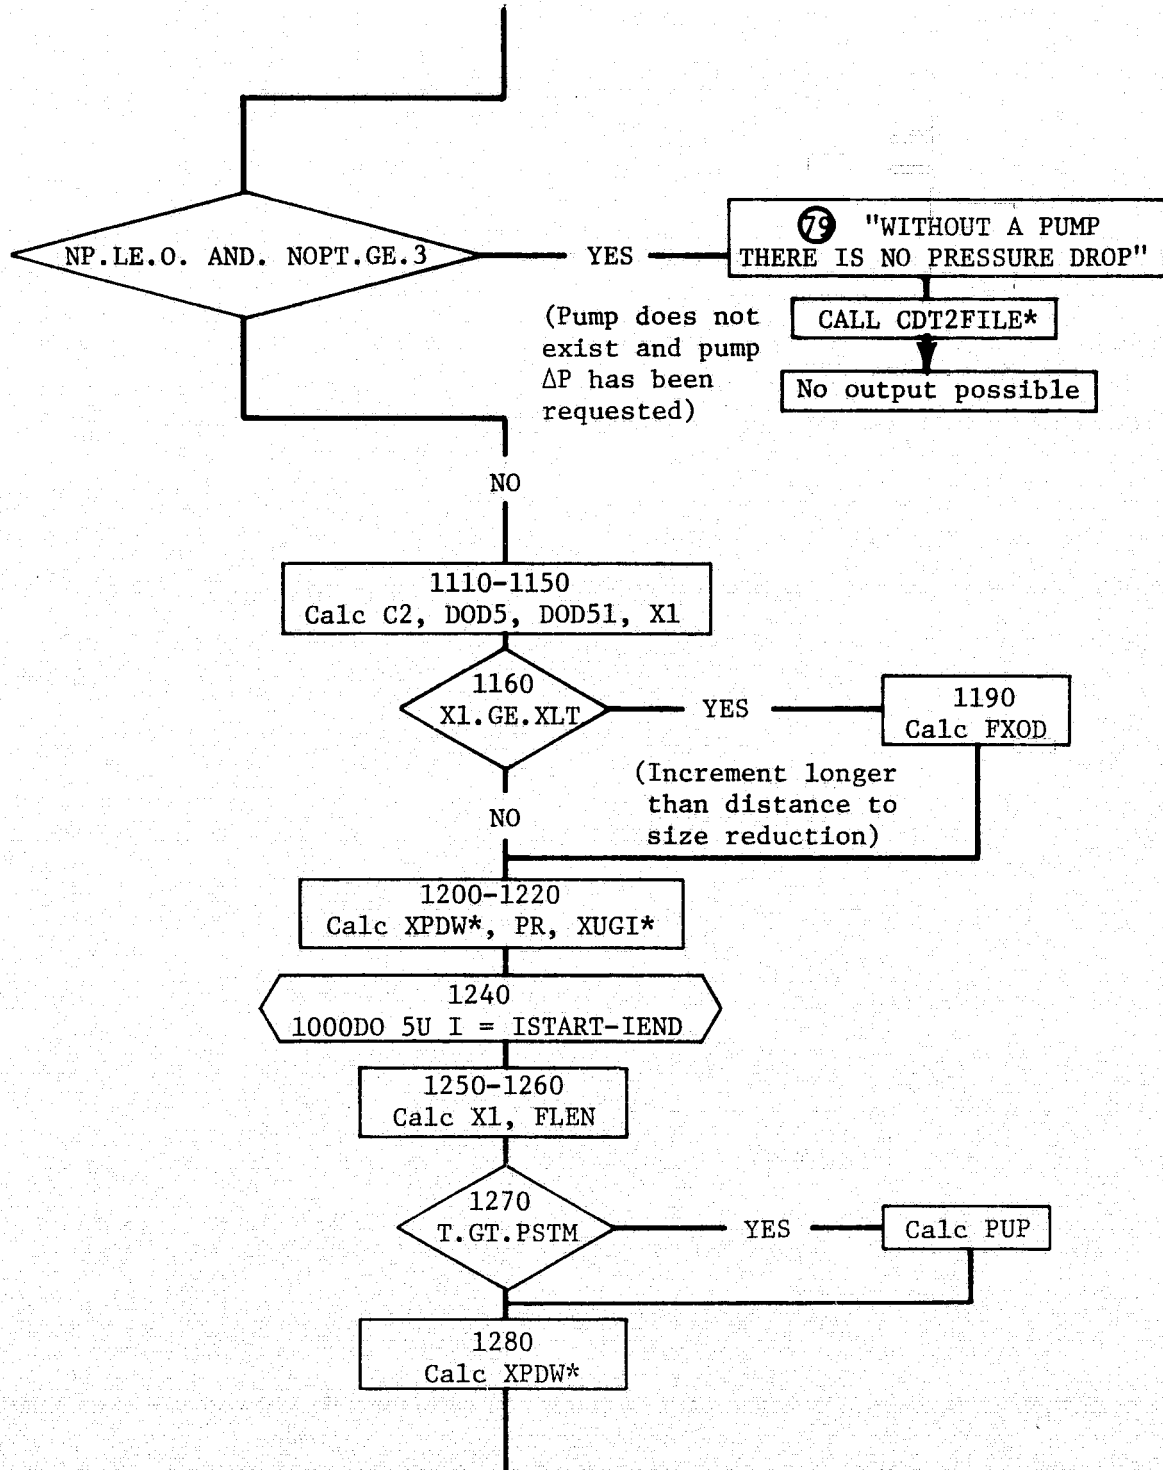 NP.LE.O. AND. NOPT.GE.3
YES
79 "WITHOUT A PUMP
THERE IS NO PRESSURE DROP"
CALL CDT2FILE*
No output possible
(Pump does not
exist and pump
ΔP has been
requested)
NO
1110-1150
Calc C2, DOD5, DOD51, X1
1160
X1.GE.XLT
YES
1190
Calc FXOD
(Increment longer
than distance to
size reduction)
NO
1200-1220
Calc XPDW*, PR, XUGI*
1240
1000DO 5U I = ISTART-IEND
1250-1260
Calc X1, FLEN
1270
T.GT.PSTM
YES
Calc PUP
1280
Calc XPDW*